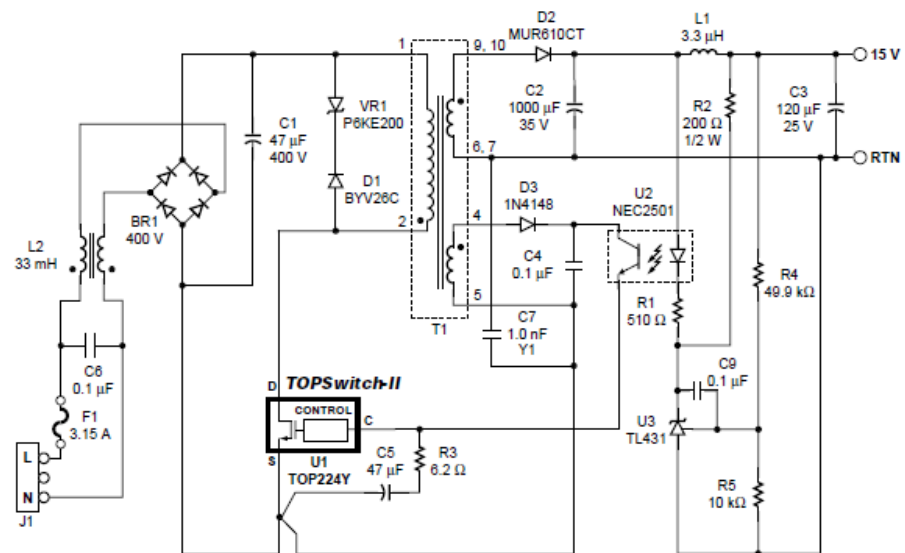 D2
MUR610CT
L1
3.3 µH
1
9, 10
15 V
C1
47 µF
400 V
VR1
P6KE200
C2
1000 µF
35 V
R2
200 Ω
1/2 W
C3
120 µF
25 V
D1
BYV26C
6, 7
RTN
BR1
400 V
2
4
D3
1N4148
U2
NEC2501
L2
33 mH
C4
0.1 µF
5
T1
R1
510 Ω
R4
49.9 kΩ
C7
1.0 nF
Y1
C6
0.1 µF
D
TOPSwitch-II
CONTROL
C
C9
0.1 µF
F1
3.15 A
U3
TL431
L
N
J1
S
U1
TOP224Y
C5
47 µF
R3
6.2 Ω
R5
10 kΩ